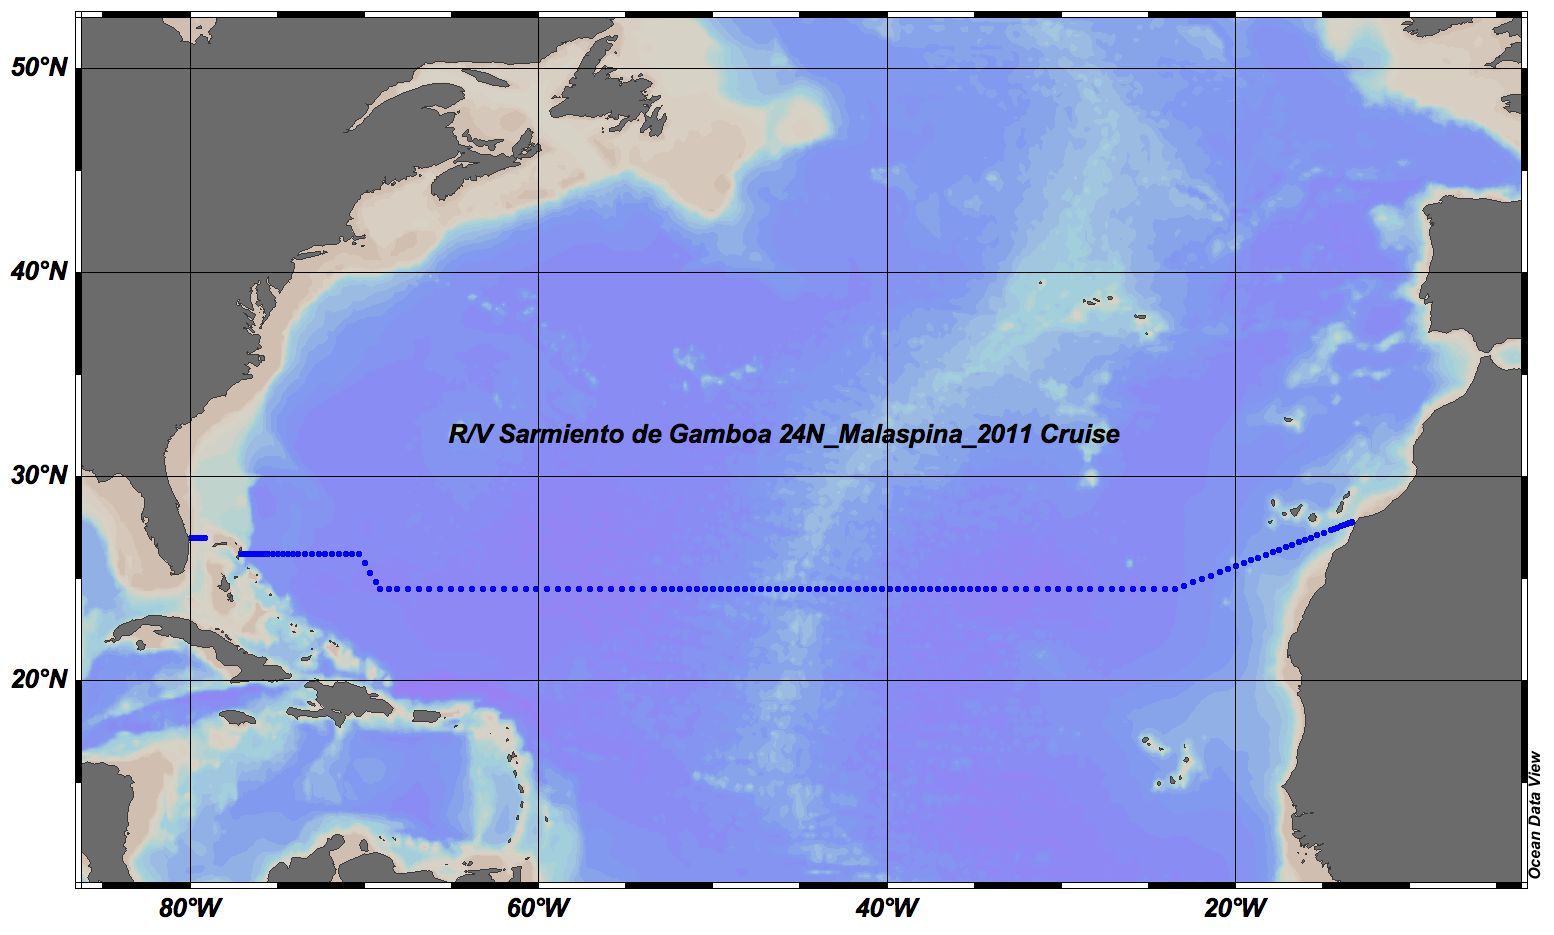 50°N
40°N
R/V Sarmiento de Gamboa 24N_Malaspina_2011 Cruise
30°N
20°N
80°W 60°W 40°W 20°W
Ocean Data View